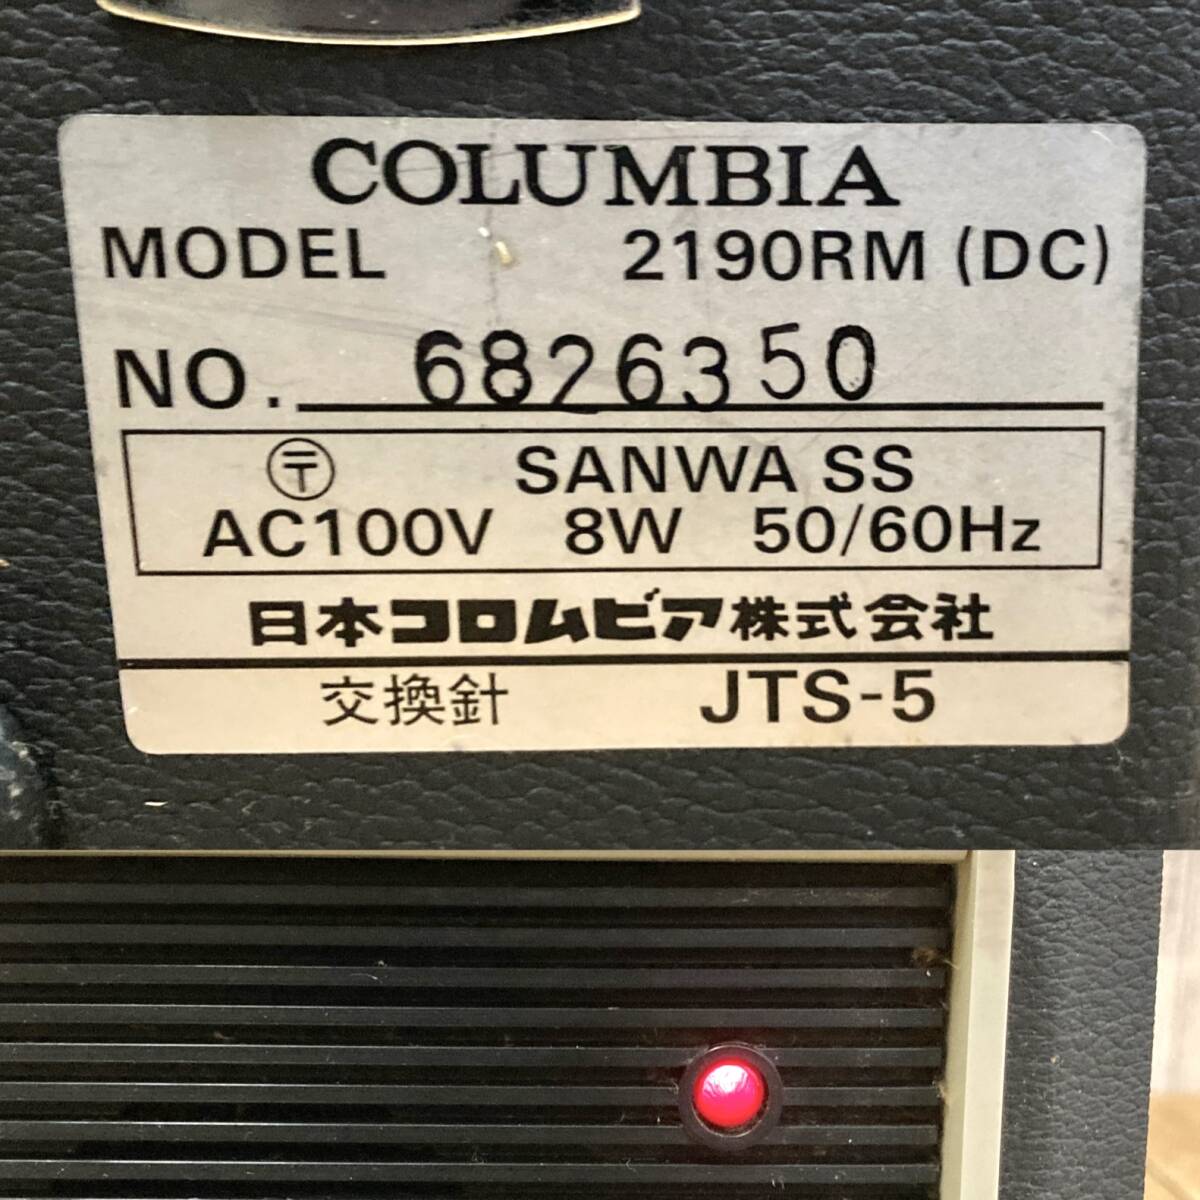 COLUMBIA
MODEL 2190RM (DC)
NO. 6826350
〶 SANWA SS
AC100V 8W 50/60Hz
日本コロムビア株式会社
交換針 JTS-5